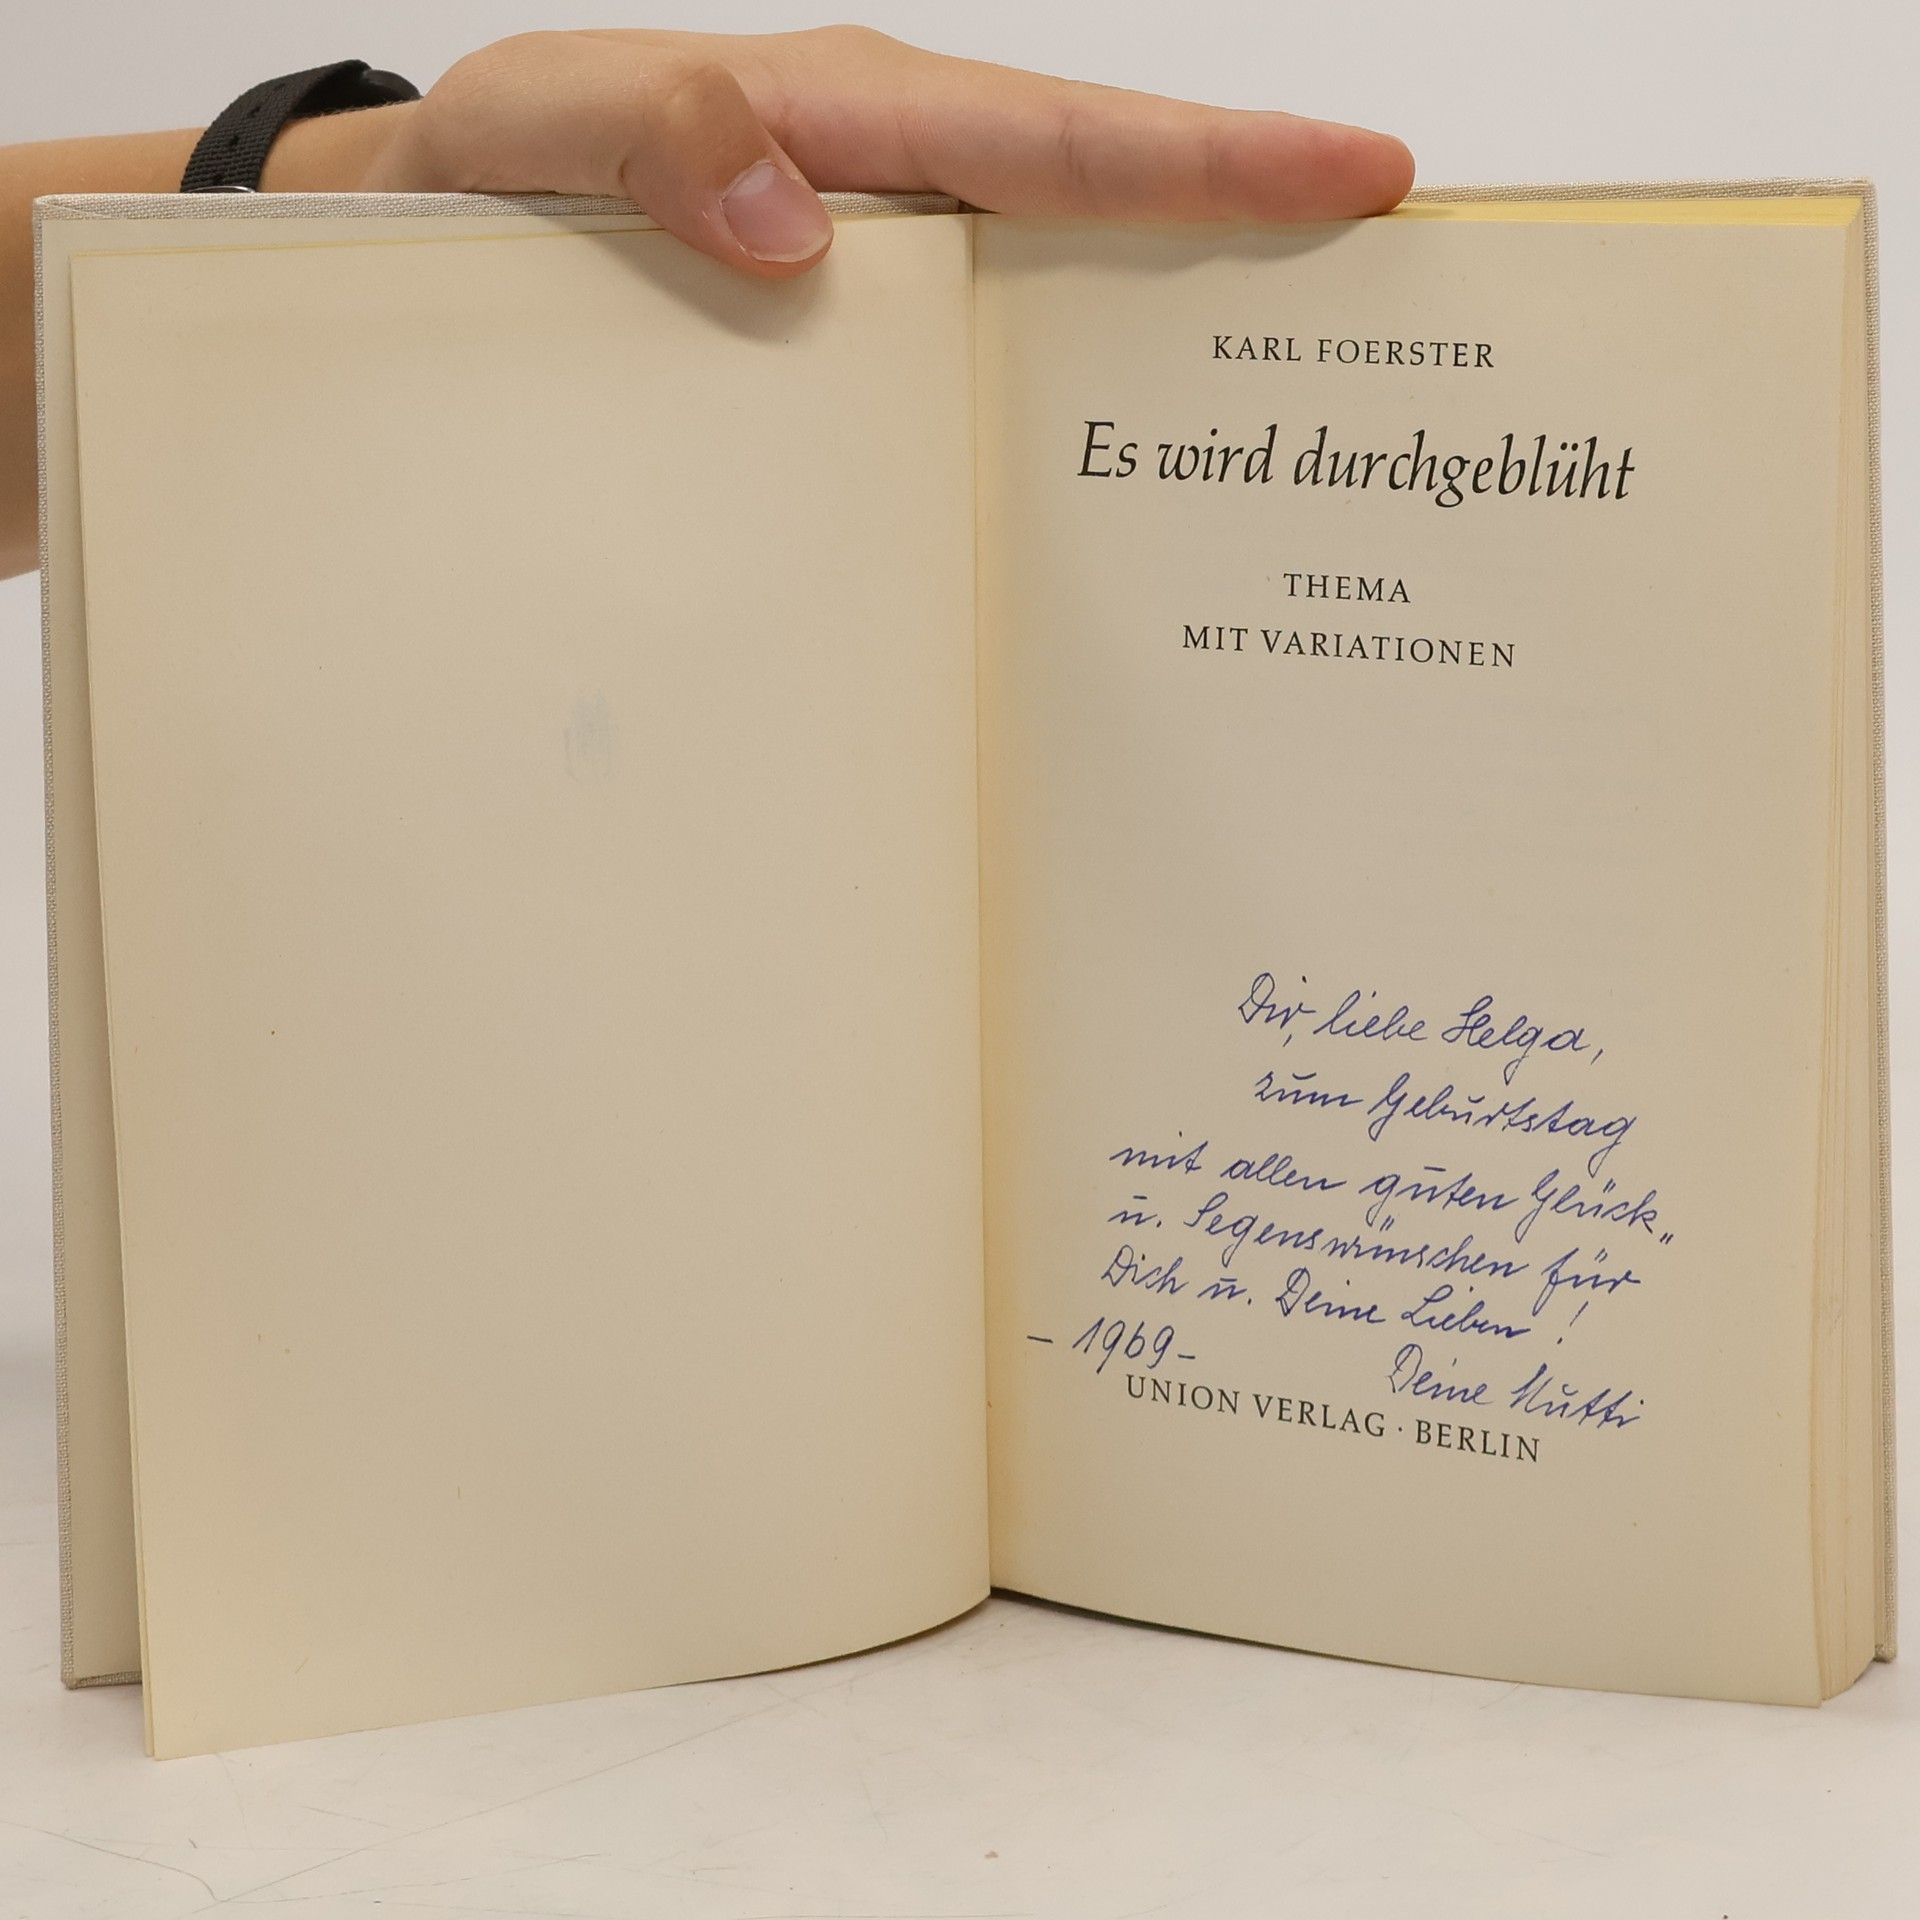 KARL FOERSTER
Es wird durchgeblüht
THEMA
MIT VARIATIONEN
Dir, liebe Helga,
zum Geburtstag
mit allen guten Glück„
u. Segenswünschen für
Dich u. Deine Lieben!
– 1969 –
Deine Mutti
UNION VERLAG · BERLIN